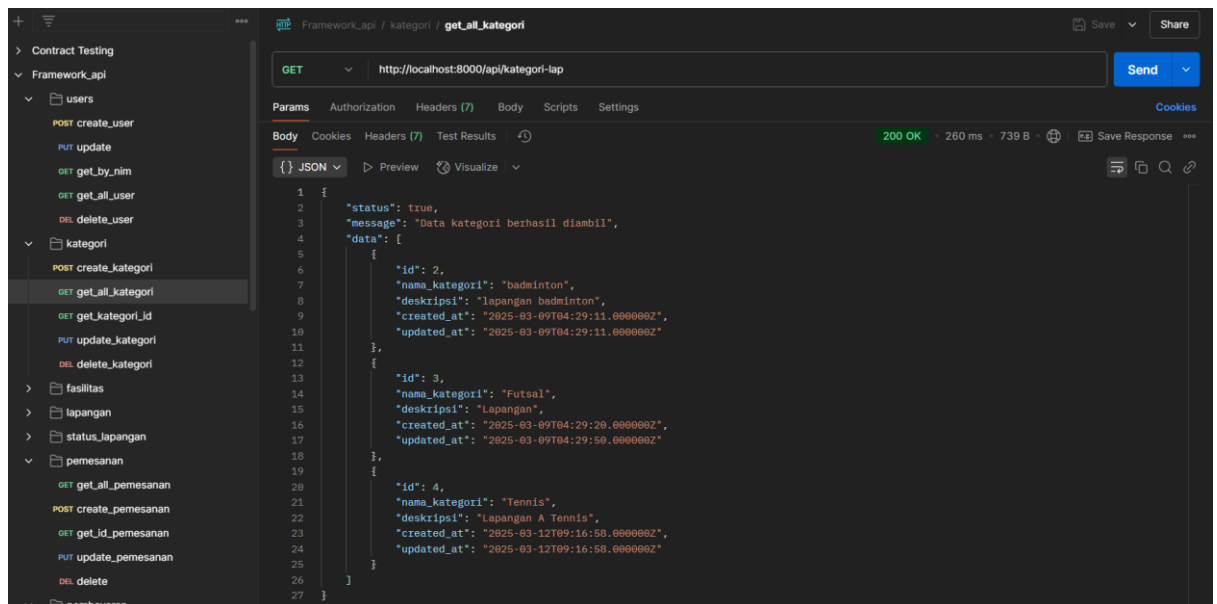 Contract Testing
Framework_api
users
POST create_user
PUT update
GET get_by_nim
GET get_all_user
DEL delete_user
kategori
POST create_kategori
GET get_all_kategori
GET get_kategori_id
PUT update_kategori
DEL delete_kategori
fasilitas
lapangan
status_lapangan
pemesanan
GET get_all_pemesanan
POST create_pemesanan
GET get_id_pemesanan
PUT update_pemesanan
DEL delete
HTTP Framework_api / kategori / get_all_kategori
Save Share
GET http://localhost:8000/api/kategori-lap Send
Params Authorization Headers (7) Body Scripts Settings Cookies
Body Cookies Headers (7) Test Results 200 OK 260 ms 739 B Save Response
{} JSON Preview Visualize
1 {
2 "status": true,
3 "message": "Data kategori berhasil diambil",
4 "data": [
5 {
6 "id": 2,
7 "nama_kategori": "badminton",
8 "deskripsi": "lapangan badminton",
9 "created_at": "2025-03-09T04:29:11.000000Z",
10 "updated_at": "2025-03-09T04:29:11.000000Z"
11 },
12 {
13 "id": 3,
14 "nama_kategori": "Futsal",
15 "deskripsi": "Lapangan",
16 "created_at": "2025-03-09T04:29:20.000000Z",
17 "updated_at": "2025-03-09T04:29:50.000000Z"
18 },
19 {
20 "id": 4,
21 "nama_kategori": "Tennis",
22 "deskripsi": "Lapangan A Tennis",
23 "created_at": "2025-03-12T09:16:58.000000Z",
24 "updated_at": "2025-03-12T09:16:58.000000Z"
25 }
26 ]
27 }